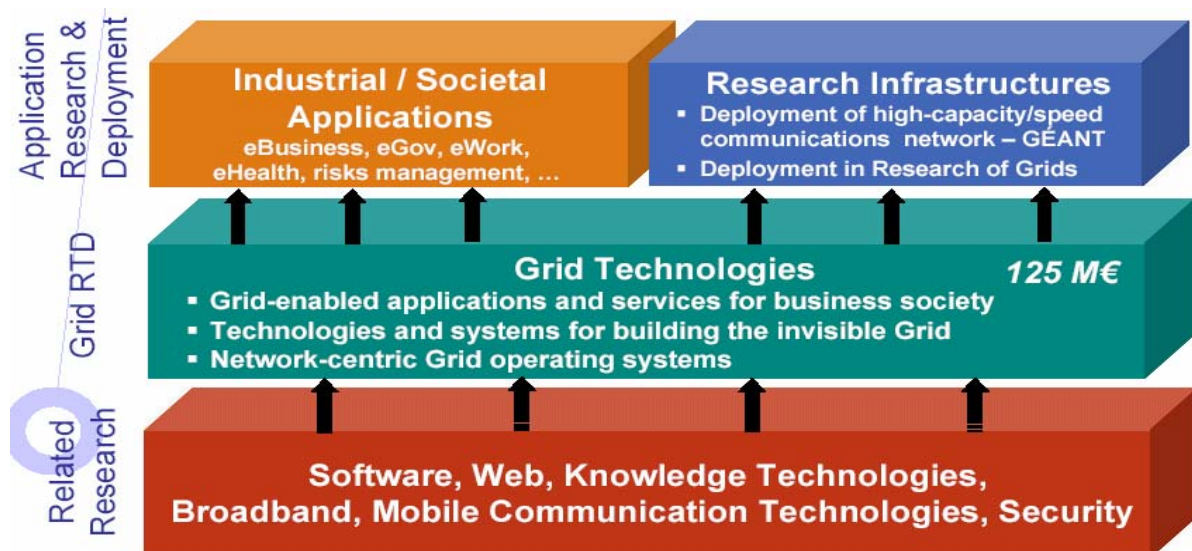 Application
Research &
Deployment
Industrial / Societal
Applications
eBusiness, eGov, eWork,
eHealth, risks management, …
Research Infrastructures
▪ Deployment of high-capacity/speed
communications network – GÉANT
▪ Deployment in Research of Grids
Grid RTD
Grid Technologies
125 M€
▪ Grid-enabled applications and services for business society
▪ Technologies and systems for building the invisible Grid
▪ Network-centric Grid operating systems
Related
Research
Software, Web, Knowledge Technologies,
Broadband, Mobile Communication Technologies, Security